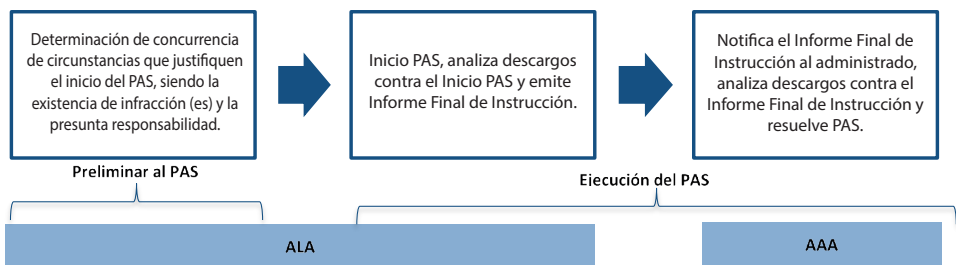 Determinación de concurrencia
de circunstancias que justifiquen
el inicio del PAS, siendo la
existencia de infracción (es) y la
presunta responsabilidad.
Inicio PAS, analiza descargos
contra el Inicio PAS y emite
Informe Final de Instrucción.
Notifica el Informe Final de
Instrucción al administrado,
analiza descargos contra el
Informe Final de Instrucción y
resuelve PAS.
Preliminar al PAS
Ejecución del PAS
ALA
AAA